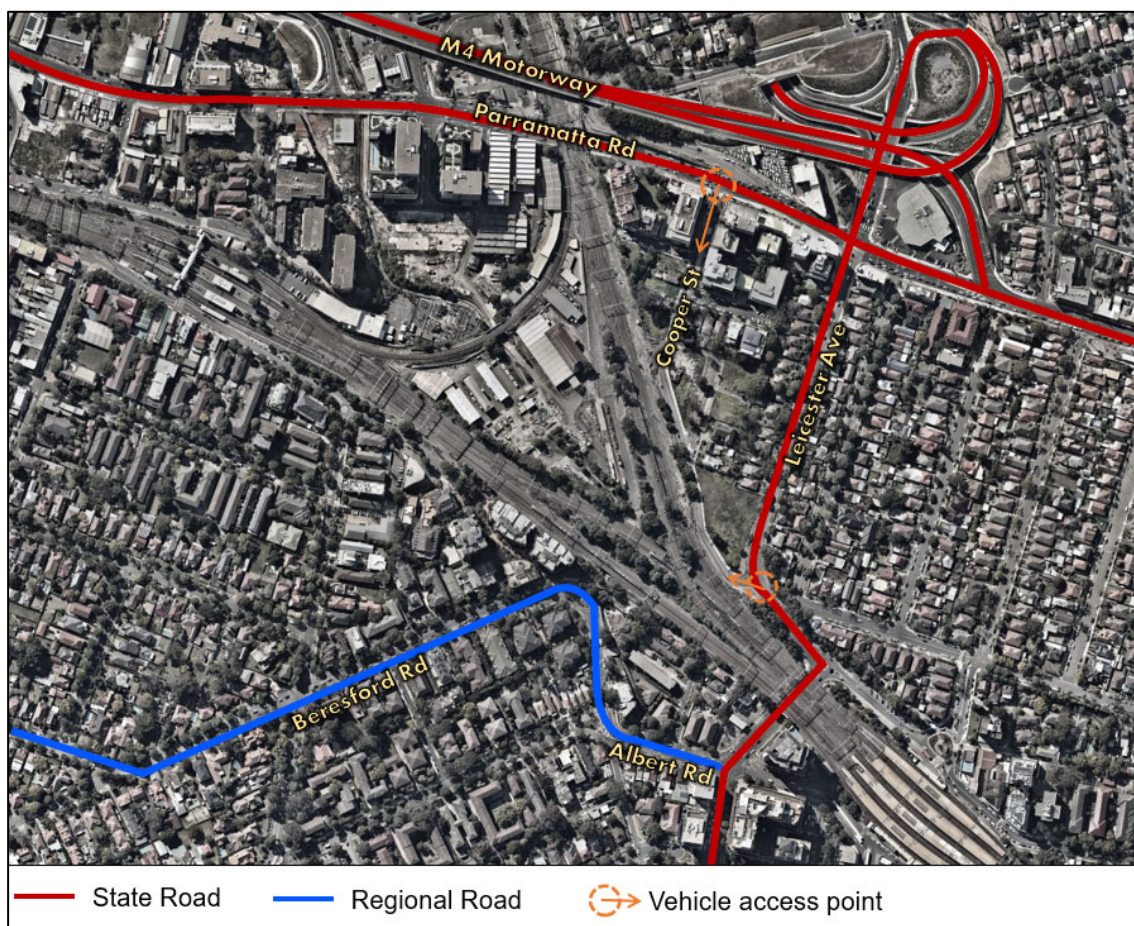 M4 Motorway
Parramatta Rd
Cooper St
Leicester Ave
Beresford Rd
Albert Rd
State Road
Regional Road
Vehicle access point